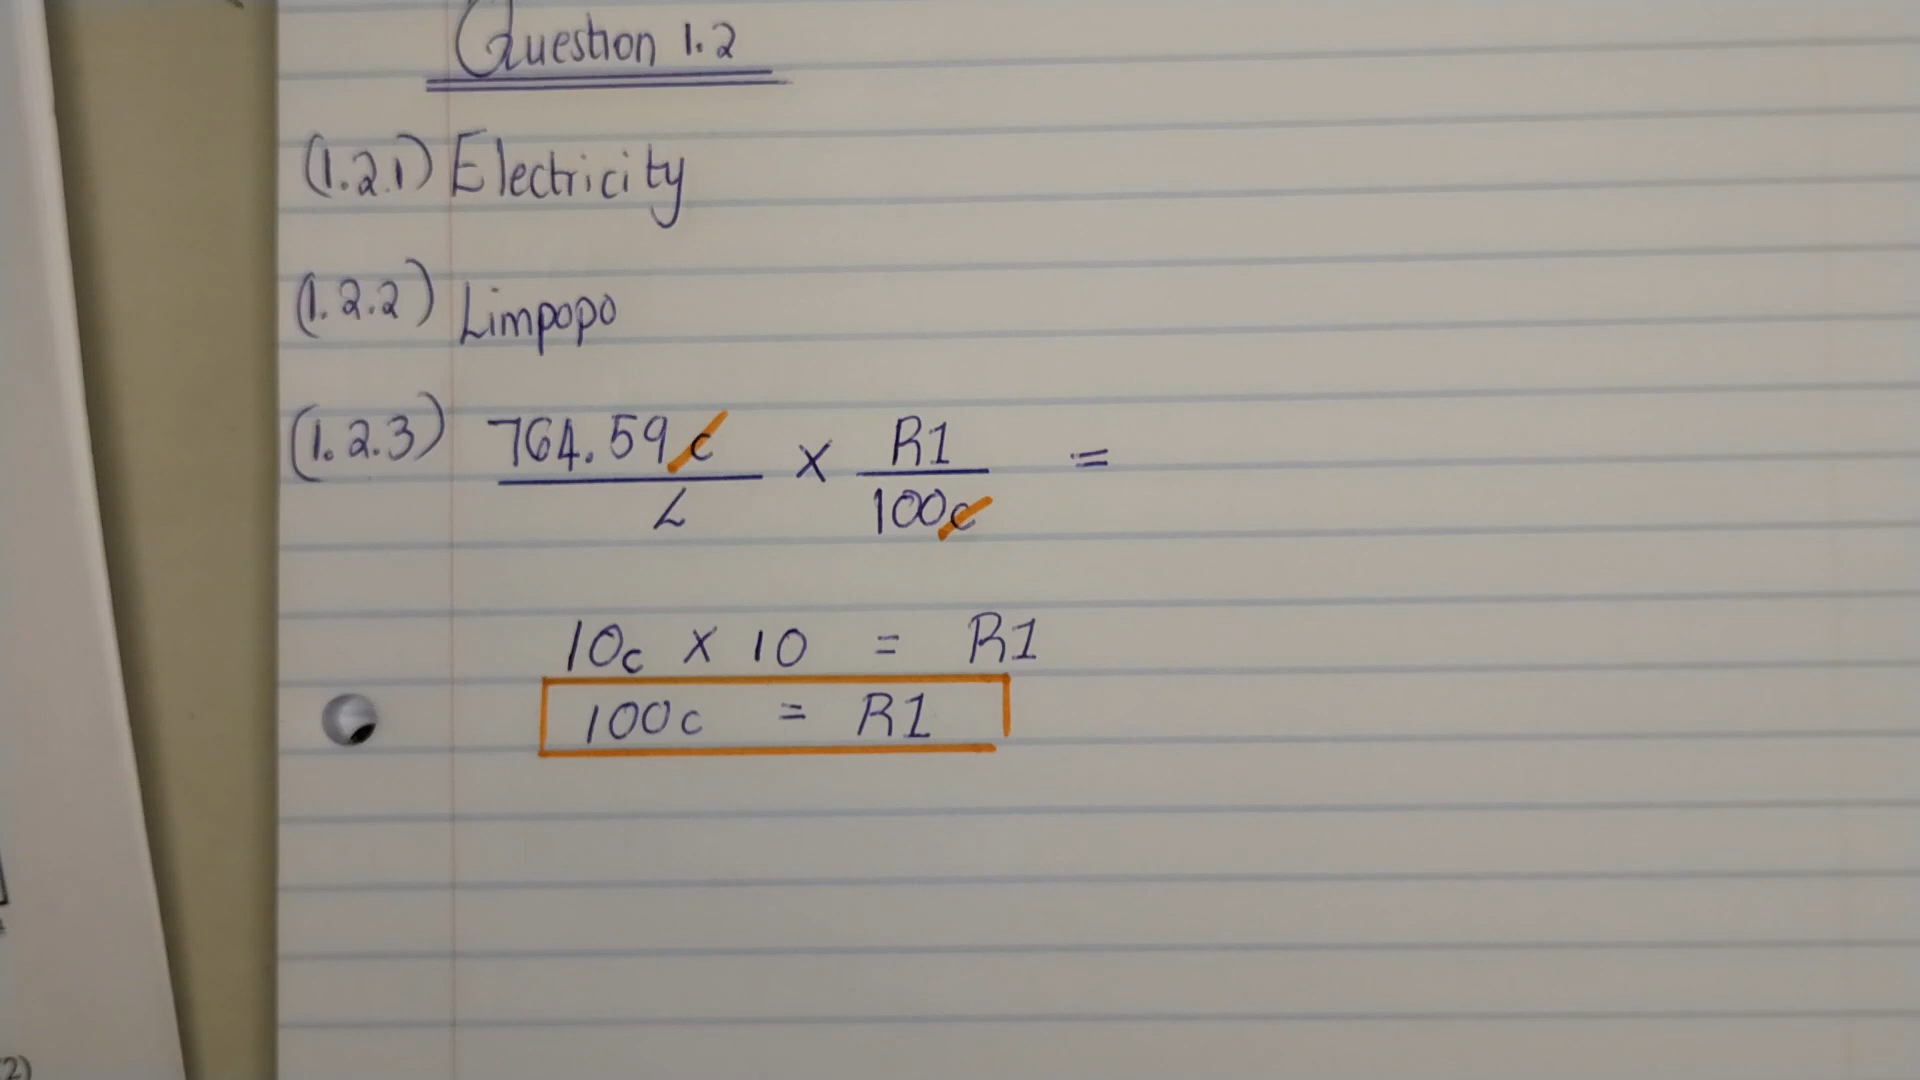 Question 1.2
(1.2.1) Electricity
(1.2.2) Limpopo
(1.2.3) 764.59c / L × R1 / 100c =
10c × 10 = R1
100c = R1
2)